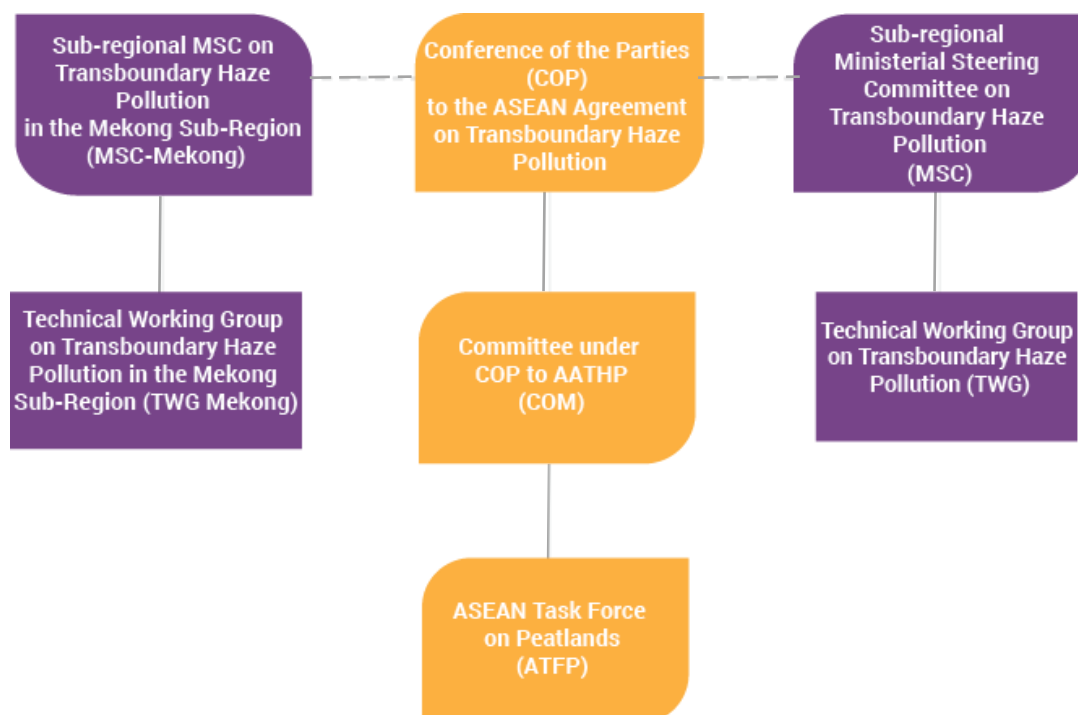 Sub-regional MSC on
Transboundary Haze
Pollution
in the Mekong Sub-Region
(MSC-Mekong)
Conference of the Parties
(COP)
to the ASEAN Agreement
on Transboundary Haze
Pollution
Sub-regional
Ministerial Steering
Committee on
Transboundary Haze
Pollution
(MSC)
Technical Working Group
on Transboundary Haze
Pollution in the Mekong
Sub-Region (TWG Mekong)
Committee under
COP to AATHP
(COM)
Technical Working Group
on Transboundary Haze
Pollution (TWG)
ASEAN Task Force
on Peatlands
(ATFP)